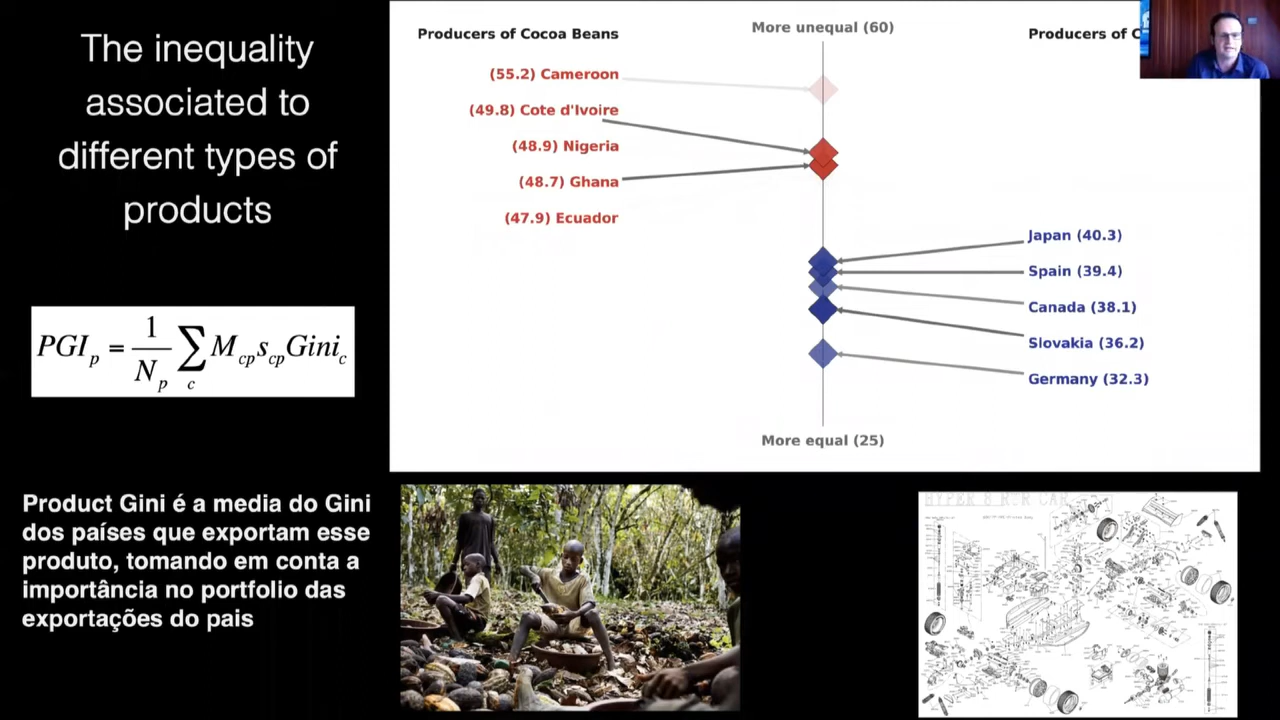 The inequality
associated to
different types of
products
PGI_p = 1/N_p ∑_c M_cp s_cp Gini_c
Product Gini é a media do Gini
dos países que exportam esse
produto, tomando em conta a
importância no portfolio das
exportações do pais
More unequal (60)
Producers of Cocoa Beans
(55.2) Cameroon
(49.8) Cote d'Ivoire
(48.9) Nigeria
(48.7) Ghana
(47.9) Ecuador
Producers of
Japan (40.3)
Spain (39.4)
Canada (38.1)
Slovakia (36.2)
Germany (32.3)
More equal (25)
HYPER 8 RTR CAR